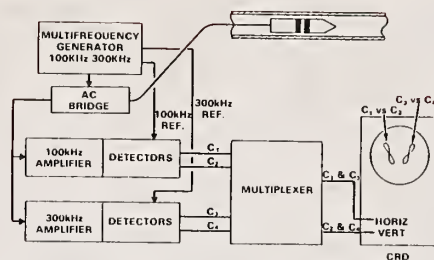 MULTIFREQUENCY
GENERATOR
100KHz 300KHz
AC
BRIDGE
100kHz
REF.
300kHz
REF.
C₁ vs C₂
C₃ vs C₄
100kHz
AMPLIFIER
DETECTORS
C₁
C₂
MULTIPLEXER
C₁ & C₃
300kHz
AMPLIFIER
DETECTORS
C₃
C₄
C₂ & C₄
HORIZ
VERT
CRD